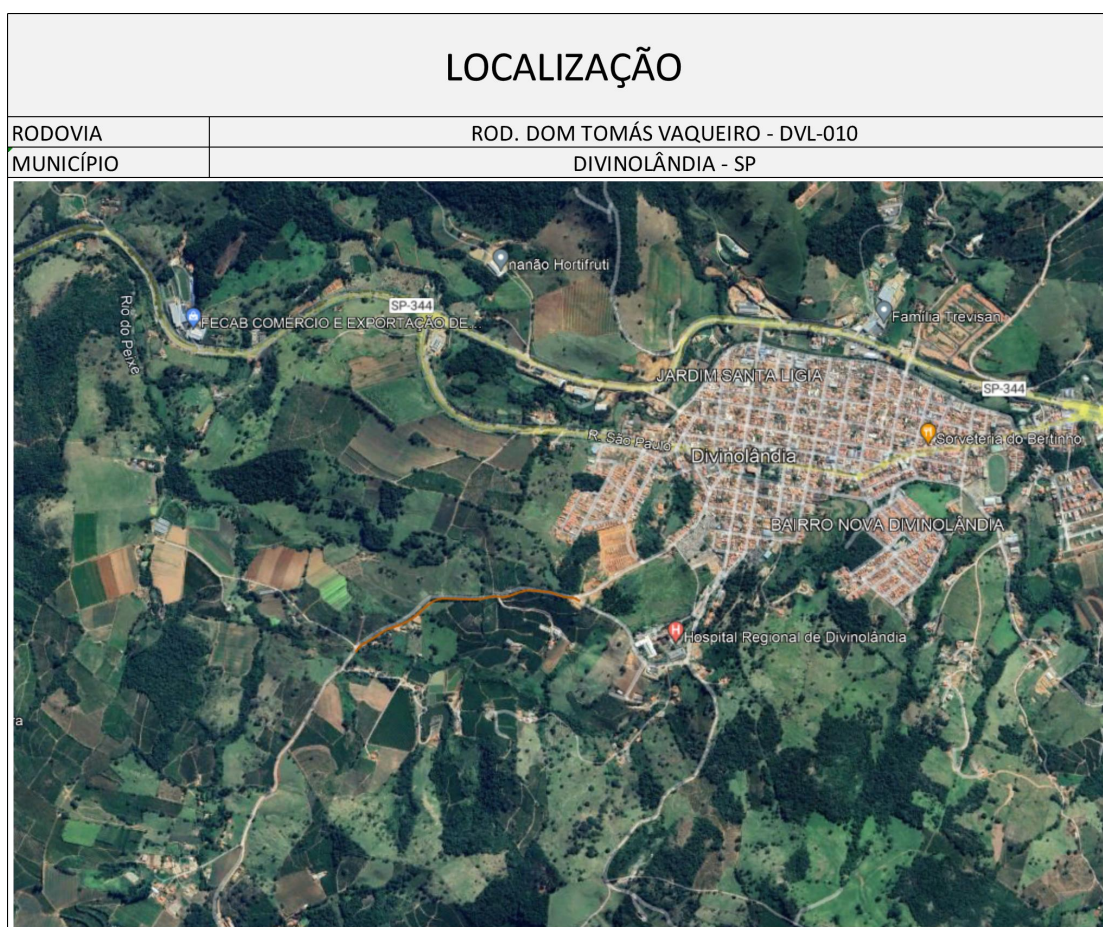 LOCALIZAÇÃO
RODOVIA
ROD. DOM TOMÁS VAQUEIRO - DVL-010
MUNICÍPIO
DIVINOLÂNDIA - SP
nanão Hortifruti
SP-344
Rio do Peixe
FECAB COMERCIO E EXPORTAÇÃO DE...
Família Trevisan
JARDIM SANTA LIGIA
SP-344
R. São Paulo
Sorveteria do Bertinho
Divinolândia
BAIRRO NOVA DIVINOLÂNDIA
H
Hospital Regional de Divinolândia
ra